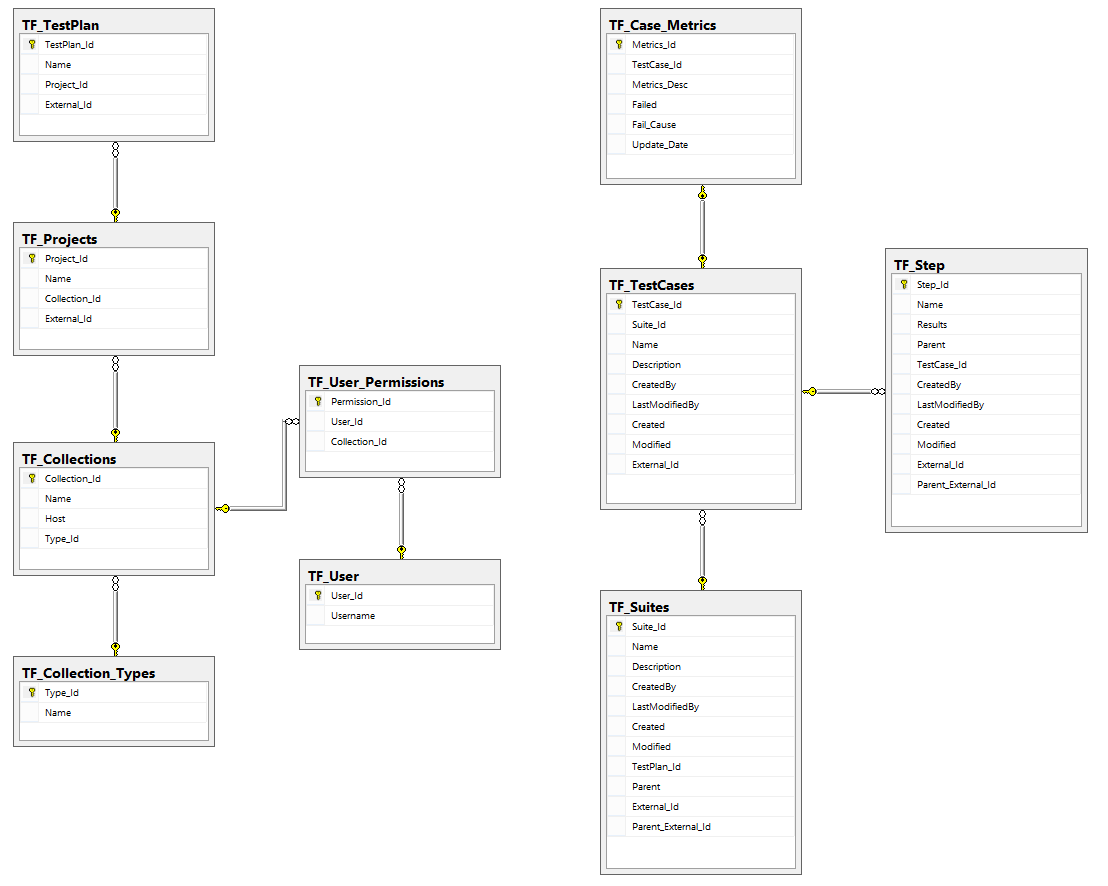 TF_TestPlan
TestPlan_Id
Name
Project_Id
External_Id
TF_Projects
Project_Id
Name
Collection_Id
External_Id
TF_Collections
Collection_Id
Name
Host
Type_Id
TF_Collection_Types
Type_Id
Name
TF_User_Permissions
Permission_Id
User_Id
Collection_Id
TF_User
User_Id
Username
TF_Case_Metrics
Metrics_Id
TestCase_Id
Metrics_Desc
Failed
Fail_Cause
Update_Date
TF_TestCases
TestCase_Id
Suite_Id
Name
Description
CreatedBy
LastModifiedBy
Created
Modified
External_Id
TF_Suites
Suite_Id
Name
Description
CreatedBy
LastModifiedBy
Created
Modified
TestPlan_Id
Parent
External_Id
Parent_External_Id
TF_Step
Step_Id
Name
Results
Parent
TestCase_Id
CreatedBy
LastModifiedBy
Created
Modified
External_Id
Parent_External_Id